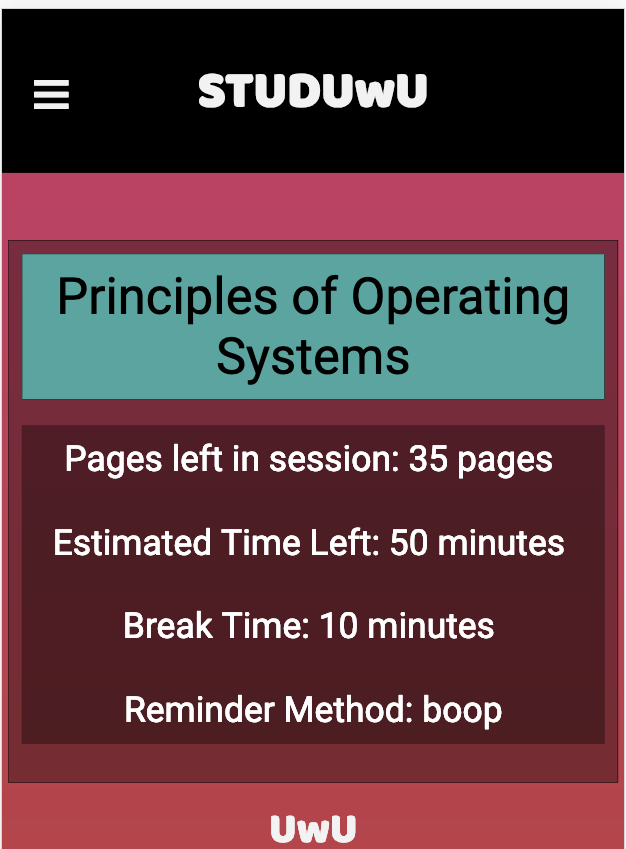 STUDUwU
Principles of Operating
Systems
Pages left in session: 35 pages
Estimated Time Left: 50 minutes
Break Time: 10 minutes
Reminder Method: boop
UwU